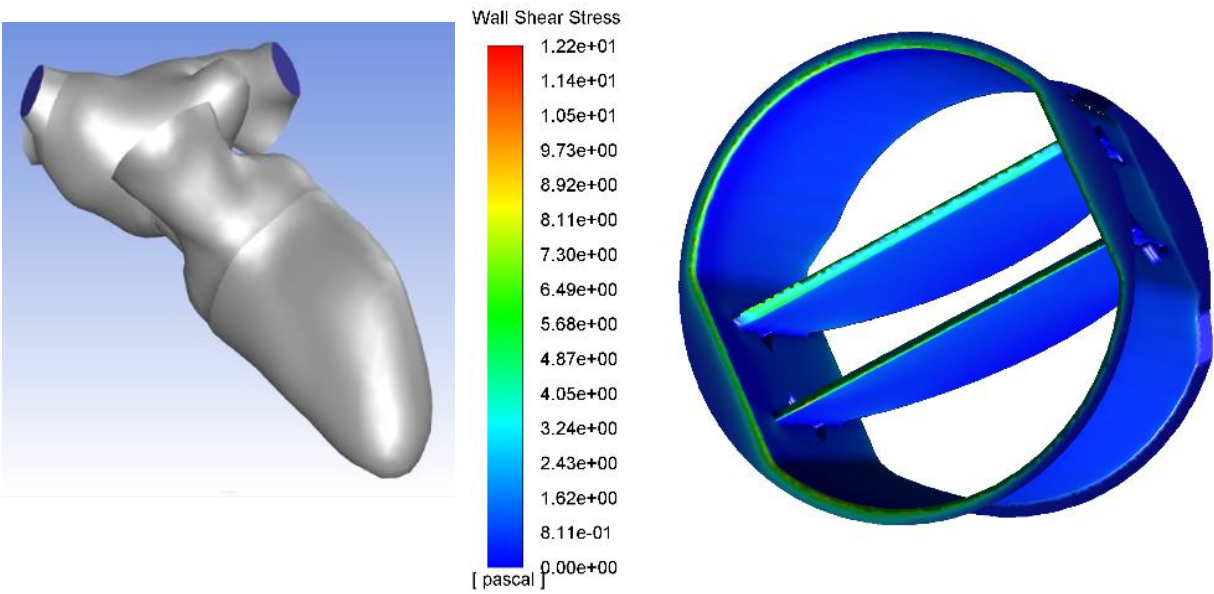 Wall Shear Stress
1.22e+01
1.14e+01
1.05e+01
9.73e+00
8.92e+00
8.11e+00
7.30e+00
6.49e+00
5.68e+00
4.87e+00
4.05e+00
3.24e+00
2.43e+00
1.62e+00
8.11e-01
0.00e+00
[ pascal ]